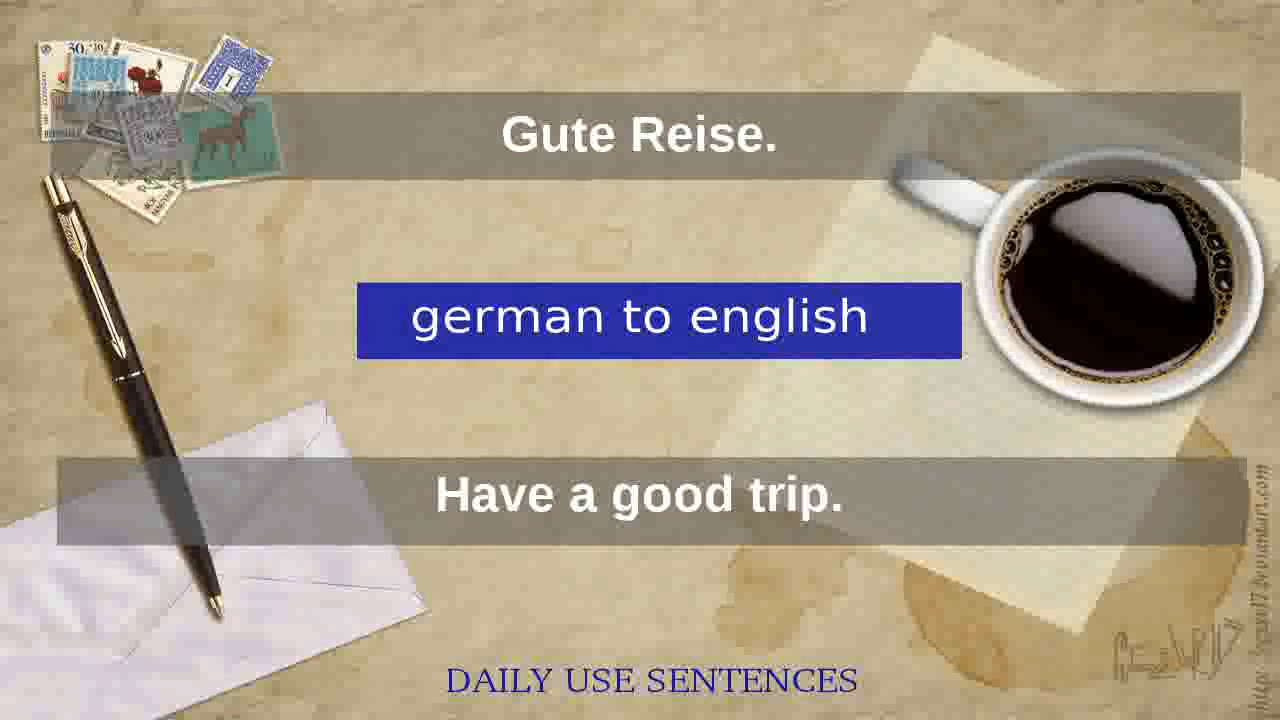 Gute Reise.
german to english
Have a good trip.
DAILY USE SENTENCES